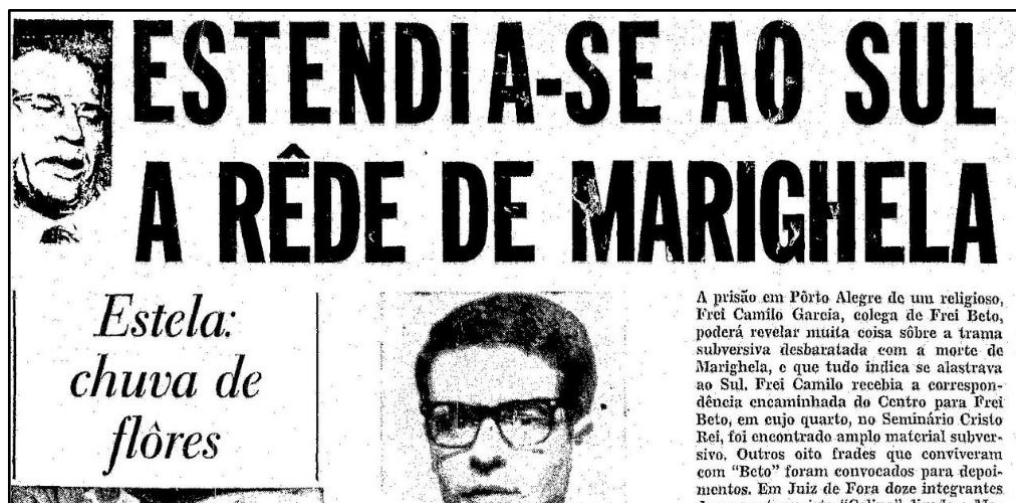 ESTENDIA-SE AO SUL
A RÊDE DE MARIGHELA
Estela:
chuva de
flôres
A prisão em Pôrto Alegre de um religioso,
Frei Camilo Garcia, colega de Frei Beto,
poderá revelar muita coisa sôbre a trama
subversiva desbaratada com a morte de
Marighela, e que tudo indica se alastrava
ao Sul. Frei Camilo recebia a correspon-
dência encaminhada do Centro para Frei
Beto, em cujo quarto, no Seminário Cristo
Rei, foi encontrado amplo material subver-
sivo. Outros oito frades que conviveram
com "Beto" foram convocados para depoi-
mentos. Em Juiz de Fora doze integrantes